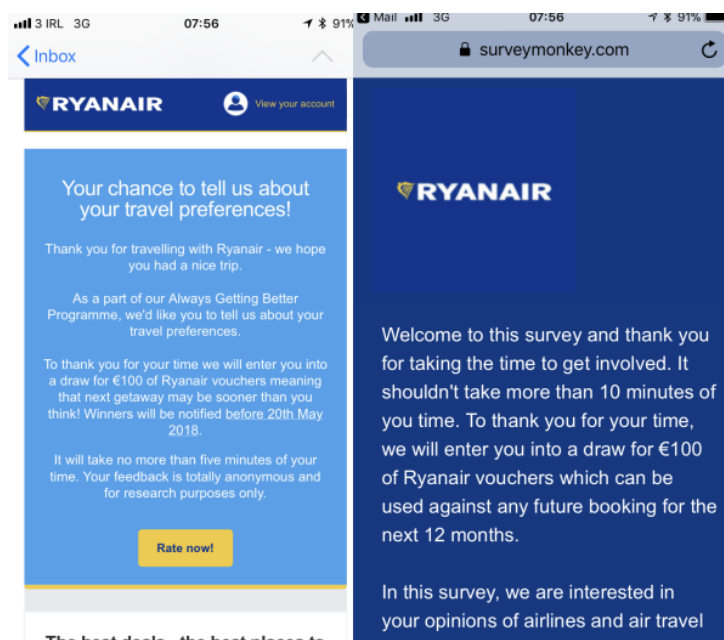 3 IRL 3G 07:56 91%
Inbox
RYANAIR View your account
Your chance to tell us about
your travel preferences!
Thank you for travelling with Ryanair - we hope
you had a nice trip.
As a part of our Always Getting Better
Programme, we'd like you to tell us about your
travel preferences.
To thank you for your time we will enter you into
a draw for €100 of Ryanair vouchers meaning
that next getaway may be sooner than you
think! Winners will be notified before 20th May
2018.
It will take no more than five minutes of your
time. Your feedback is totally anonymous and
for research purposes only.
Rate now!
The best deals - the best places to
Mail 3G 07:56 91%
surveymonkey.com
RYANAIR
Welcome to this survey and thank you
for taking the time to get involved. It
shouldn't take more than 10 minutes of
you time. To thank you for your time,
we will enter you into a draw for €100
of Ryanair vouchers which can be
used against any future booking for the
next 12 months.
In this survey, we are interested in
your opinions of airlines and air travel